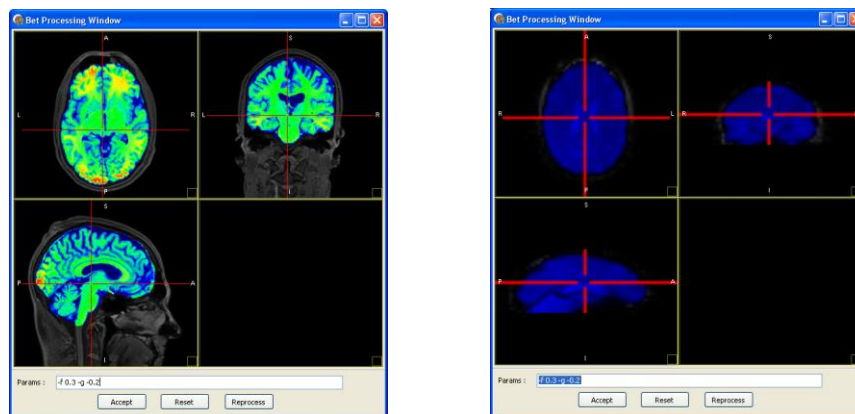 Bet Processing Window
A
S
L
R
L
R
P
I
S
P
A
I
Params : -f 0.3 -g -0.2
Accept Reset Reprocess
Bet Processing Window
A
S
R
L
R
L
P
I
S
P
A
I
Params : -f 0.3 -g -0.2
Accept Reset Reprocess